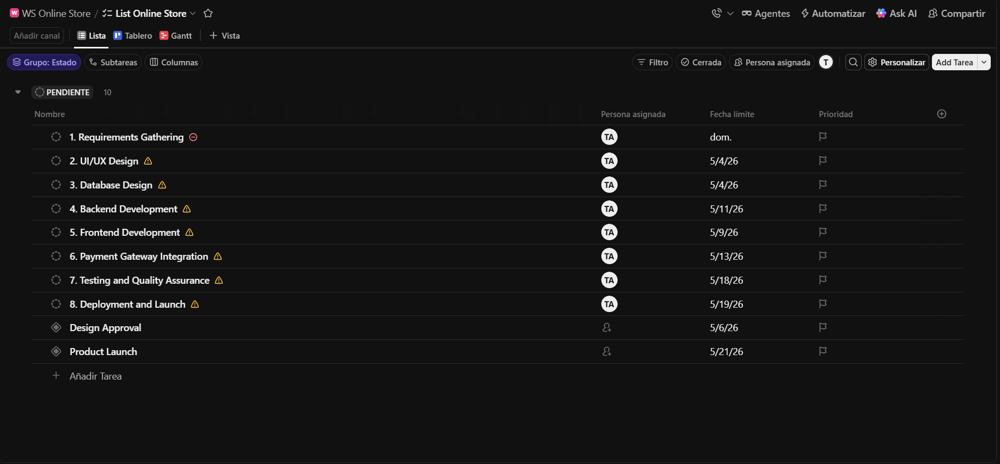 W WS Online Store / List Online Store
Agentes Automatizar Ask AI Compartir
Añadir canal Lista Tablero Gantt + Vista
Grupo: Estado Subtareas Columnas
Filtro Cerrada Persona asignada T Personalizar Add Tarea
PENDIENTE 10
Nombre Persona asignada Fecha límite Prioridad
1. Requirements Gathering TA dom.
2. UI/UX Design TA 5/4/26
3. Database Design TA 5/4/26
4. Backend Development TA 5/11/26
5. Frontend Development TA 5/9/26
6. Payment Gateway Integration TA 5/13/26
7. Testing and Quality Assurance TA 5/18/26
8. Deployment and Launch TA 5/19/26
Design Approval 5/6/26
Product Launch 5/21/26
+ Añadir Tarea